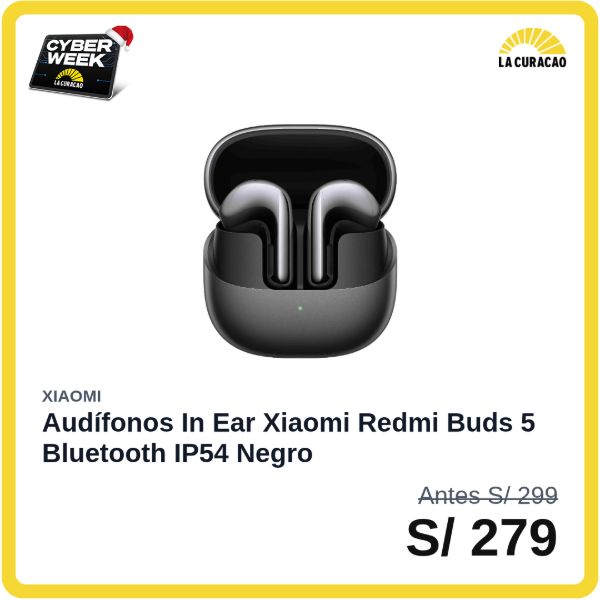 CYBER
WEEK
LA CURACAO
LA CURACAO
XIAOMI
Audífonos In Ear Xiaomi Redmi Buds 5
Bluetooth IP54 Negro
Antes S/ 299
S/ 279